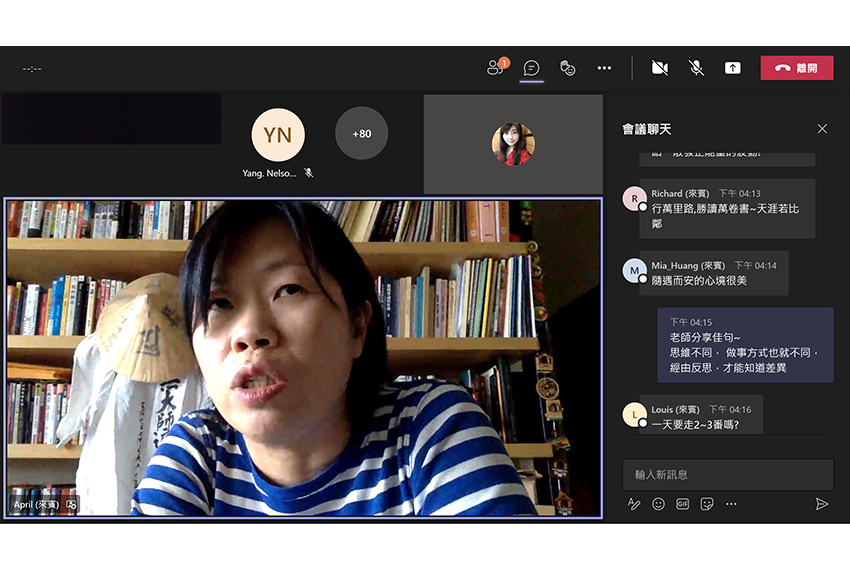 --:--
1
離開
YN
+80
Yang. Nelso...
April (來賓)
會議聊天
Richard (來賓) 下午 04:13
R
行萬里路,勝讀萬卷書~天涯若比
鄰
Mia_Huang (來賓) 下午 04:14
M
隨遇而安的心境很美
下午 04:15
老師分享佳句~
思維不同, 做事方式也就不同,
經由反思,才能知道差異
Louis (來賓) 下午 04:16
L
一天要走2~3番嗎?
輸入新訊息
GIF